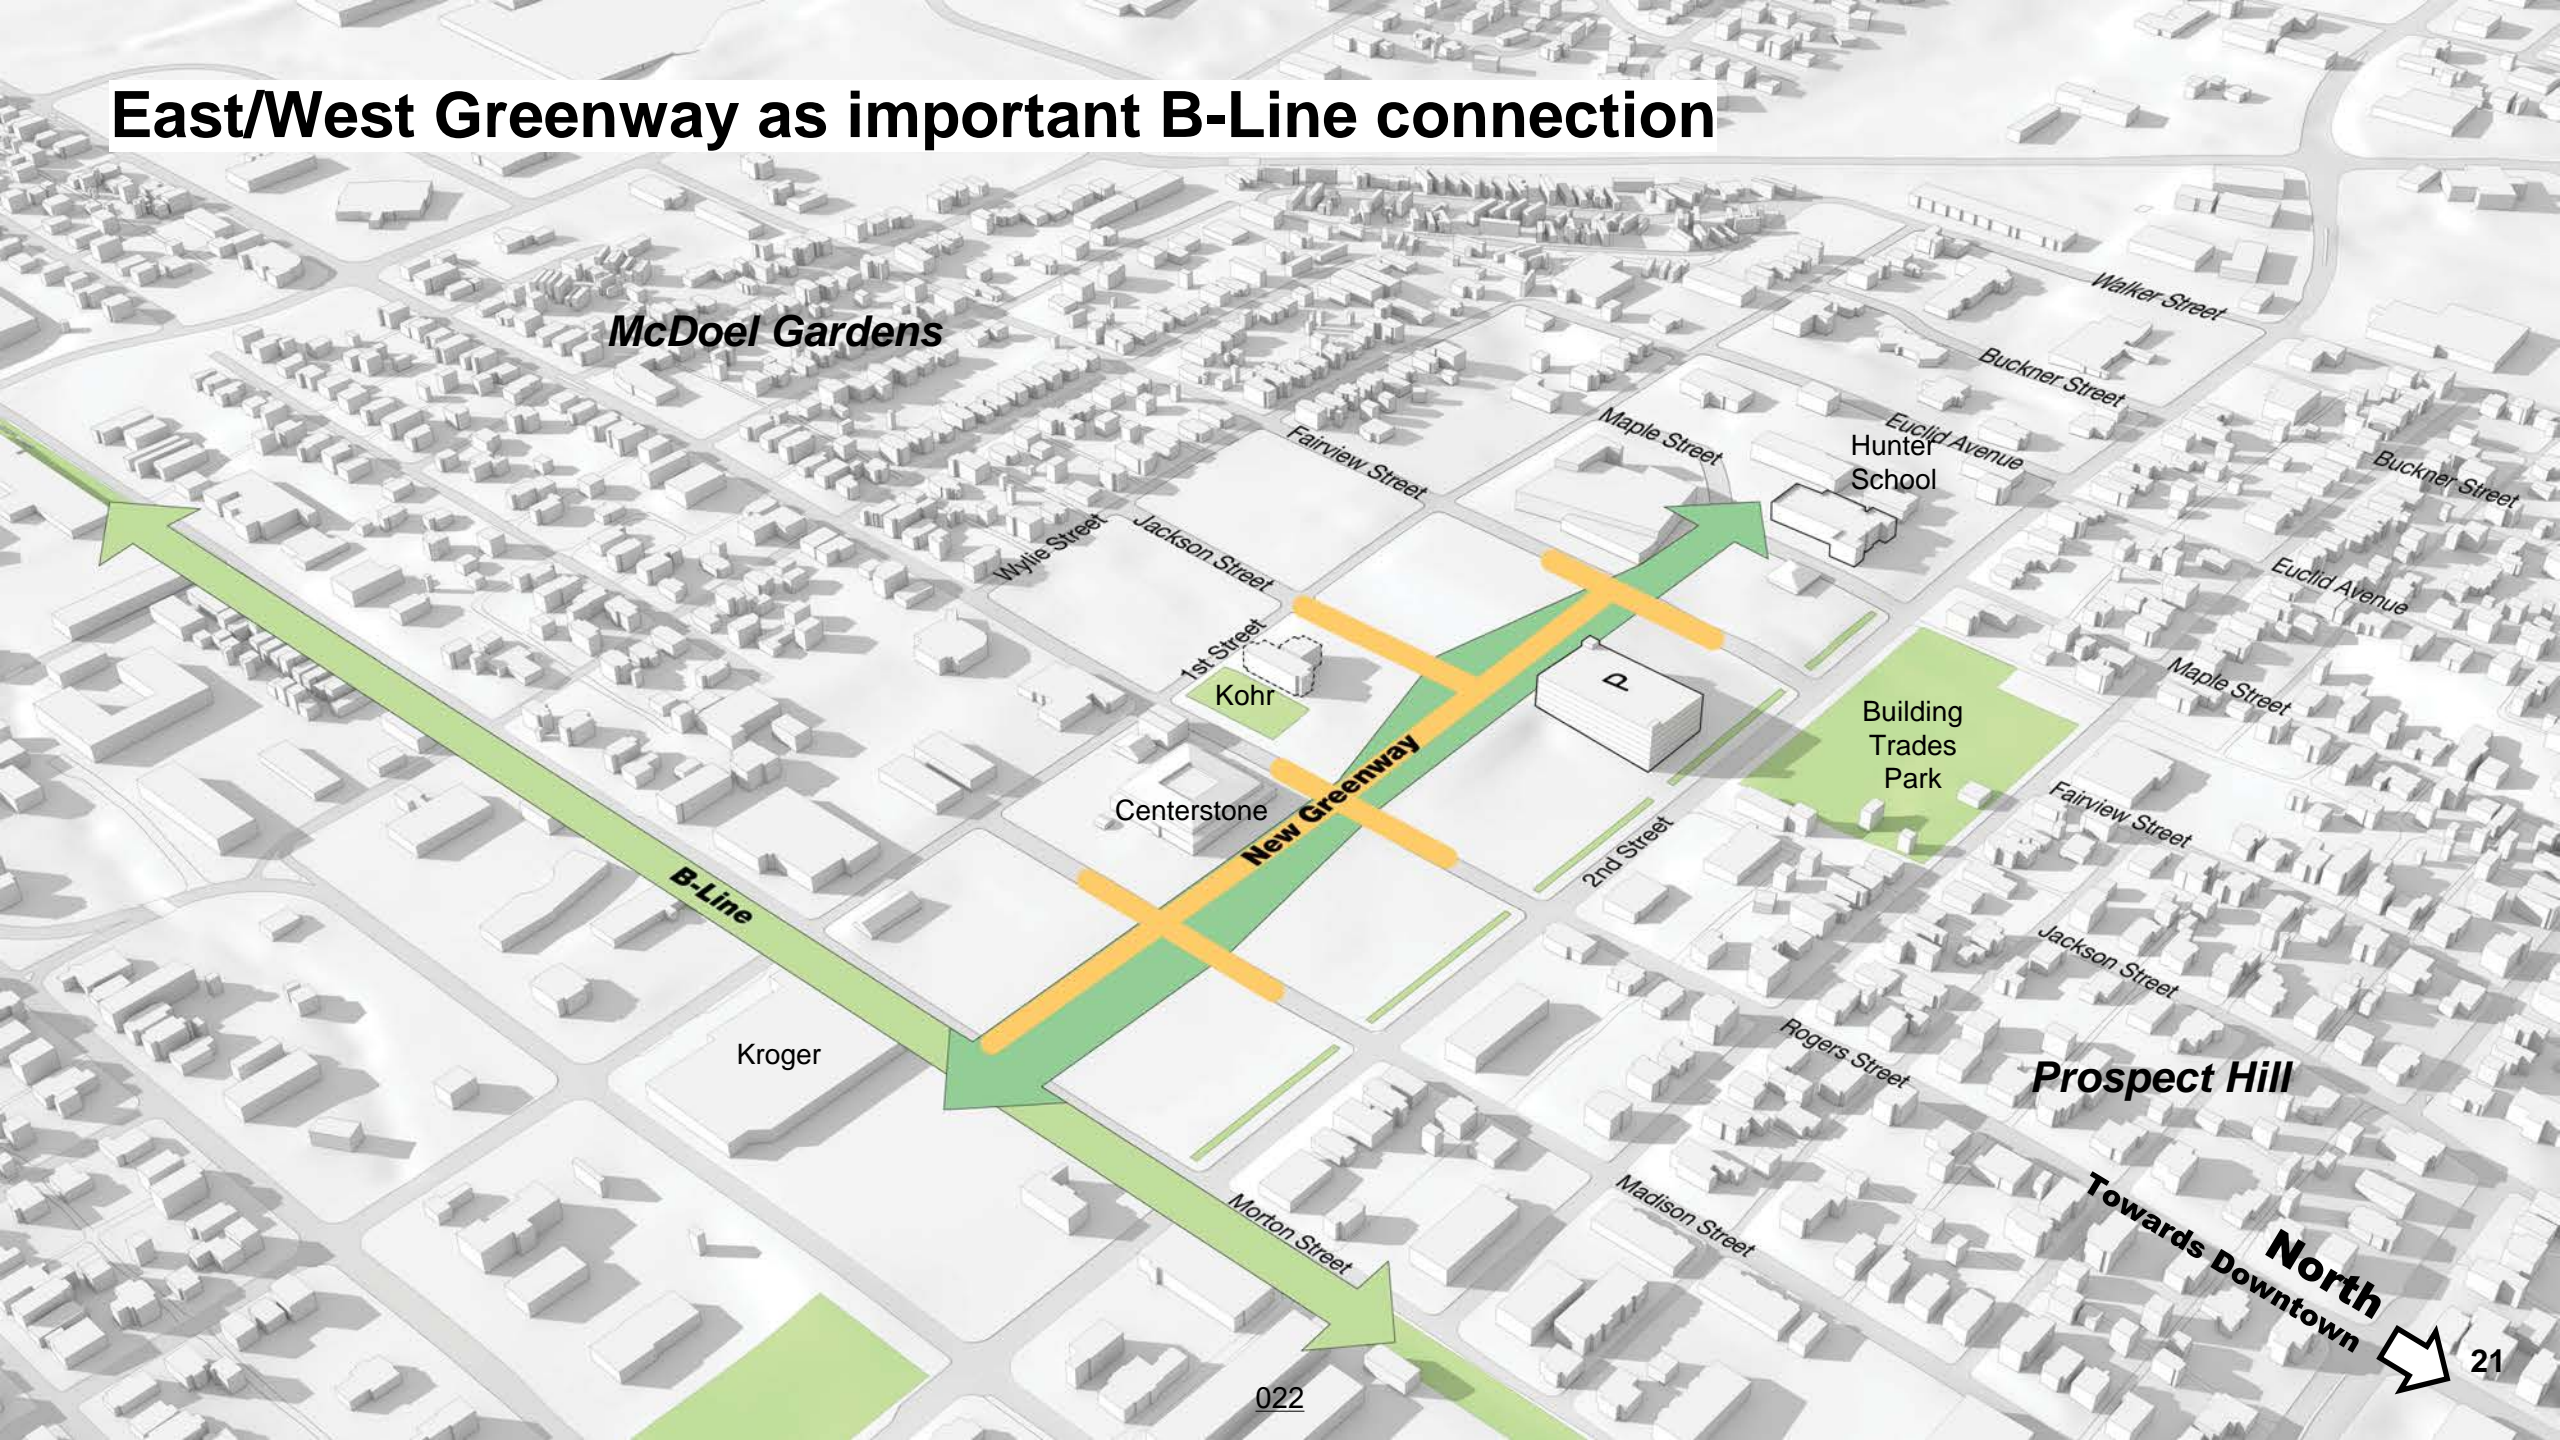 East/West Greenway as important B-Line connection
Walker Street
McDoel Gardens
Buckner Street
Maple Street
Euclid Avenue
Fairview Street
Hunter
School
Buckner Street
Wylie Street
Jackson Street
Euclid Avenue
1st Street
Kohr
P
Maple Street
Building
Trades
Park
New Greenway
Centerstone
Fairview Street
2nd Street
B-Line
Jackson Street
Kroger
Rogers Street
Prospect Hill
Morton Street
Madison Street
North
Towards Downtown
21
022